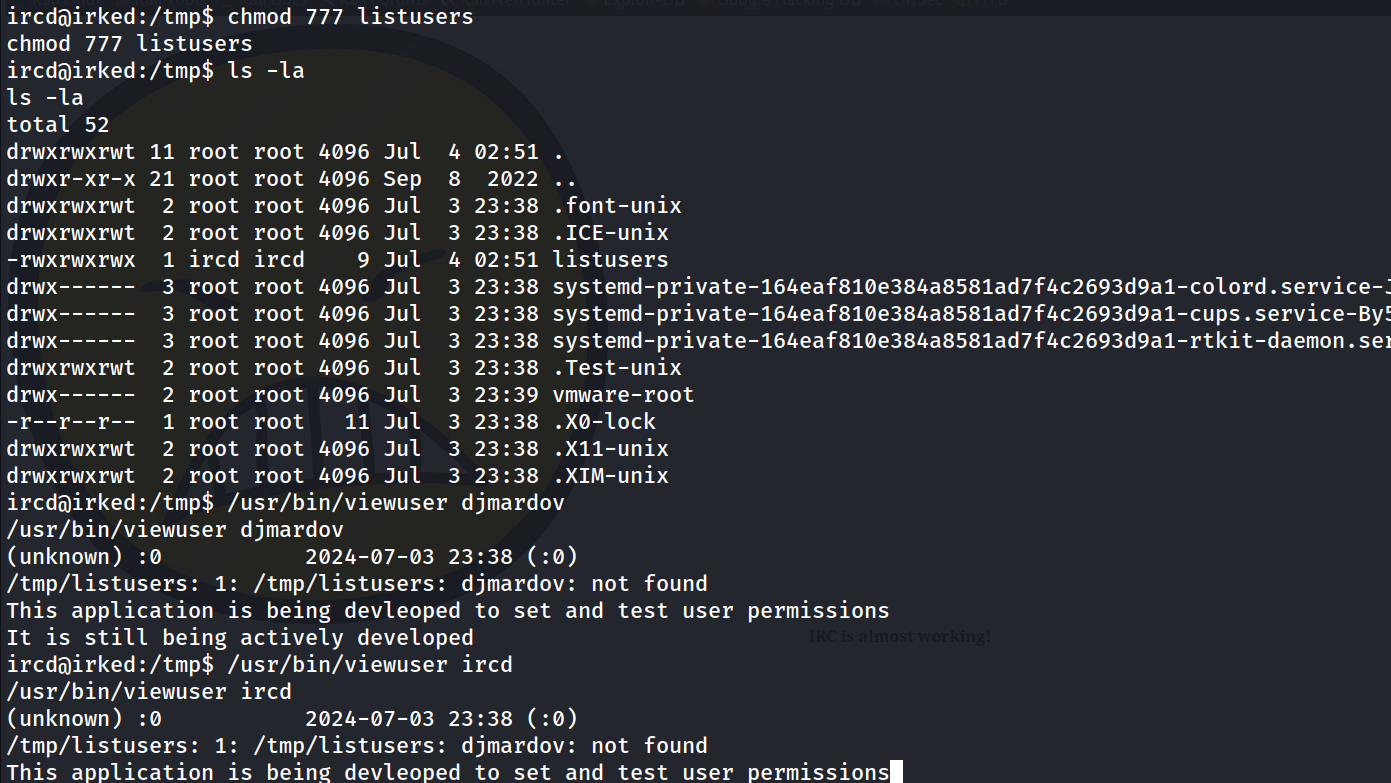 ircd@irked:/tmp$ chmod 777 listusers
chmod 777 listusers
ircd@irked:/tmp$ ls -la
ls -la
total 52
drwxrwxrwt 11 root root 4096 Jul  4 02:51 .
drwxr-xr-x 21 root root 4096 Sep  8  2022 ..
drwxrwxrwt  2 root root 4096 Jul  3 23:38 .font-unix
drwxrwxrwt  2 root root 4096 Jul  3 23:38 .ICE-unix
-rwxrwxrwx  1 ircd ircd    9 Jul  4 02:51 listusers
drwx------  3 root root 4096 Jul  3 23:38 systemd-private-164eaf810e384a8581ad7f4c2693d9a1-colord.service-J
drwx------  3 root root 4096 Jul  3 23:38 systemd-private-164eaf810e384a8581ad7f4c2693d9a1-cups.service-By5
drwx------  3 root root 4096 Jul  3 23:38 systemd-private-164eaf810e384a8581ad7f4c2693d9a1-rtkit-daemon.ser
drwxrwxrwt  2 root root 4096 Jul  3 23:38 .Test-unix
drwx------  2 root root 4096 Jul  3 23:39 vmware-root
-r--r--r--  1 root root   11 Jul  3 23:38 .X0-lock
drwxrwxrwt  2 root root 4096 Jul  3 23:38 .X11-unix
drwxrwxrwt  2 root root 4096 Jul  3 23:38 .XIM-unix
ircd@irked:/tmp$ /usr/bin/viewuser djmardov
/usr/bin/viewuser djmardov
(unknown) :0           2024-07-03 23:38 (:0)
/tmp/listusers: 1: /tmp/listusers: djmardov: not found
This application is being devleoped to set and test user permissions
It is still being actively developed
IRC is almost working!
ircd@irked:/tmp$ /usr/bin/viewuser ircd
/usr/bin/viewuser ircd
(unknown) :0           2024-07-03 23:38 (:0)
/tmp/listusers: 1: /tmp/listusers: djmardov: not found
This application is being devleoped to set and test user permissions